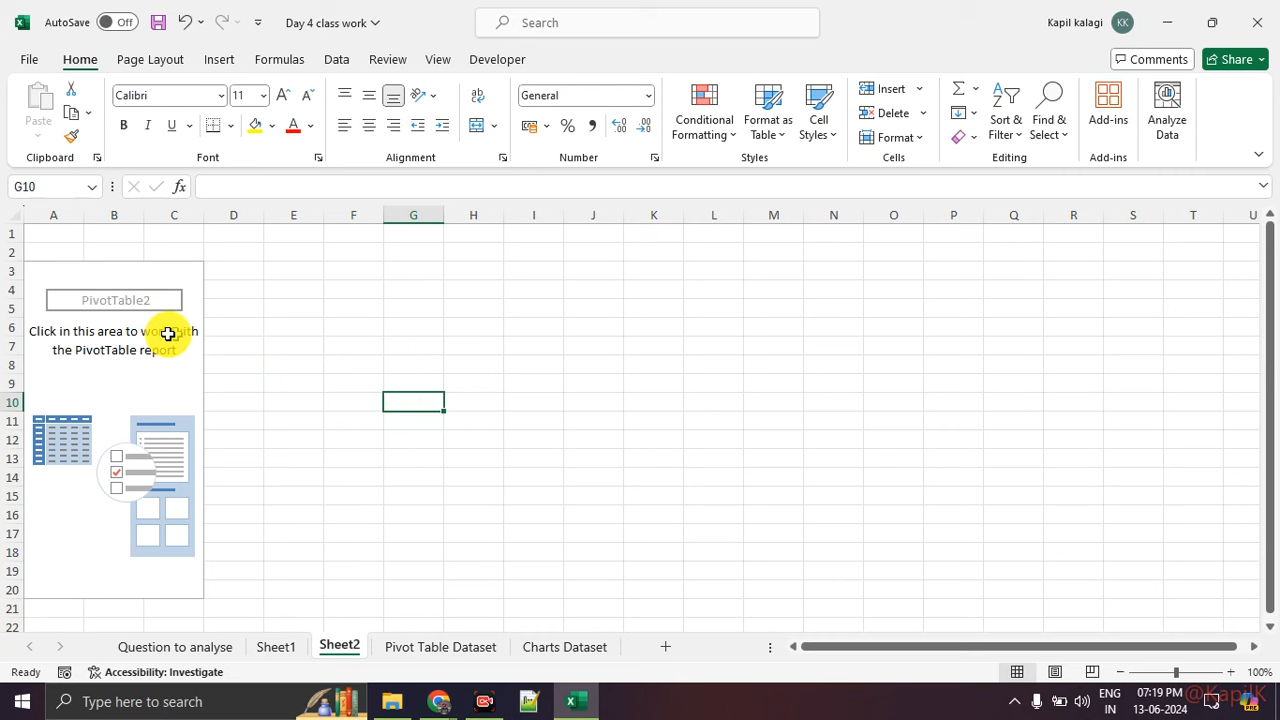 AutoSave Off Day 4 class work Search Kapil kalagi KK
File Home Page Layout Insert Formulas Data Review View Developer Comments Share
Paste Calibri 11 General Conditional Formatting Format as Table Cell Styles Insert Delete Format Sort & Filter Find & Select Add-ins Analyze Data
Clipboard Font Alignment Number Styles Cells Editing Add-ins
G10
A B C D E F G H I J K L M N O P Q R S T U
1
2
3
4 PivotTable2
5
6 Click in this area to work with
7 the PivotTable report
8
9
10
11
12
13
14
15
16
17
18
19
20
21
22
Question to analyse Sheet1 Sheet2 Pivot Table Dataset Charts Dataset
Ready Accessibility: Investigate 100%
Type here to search ENG 07:19 PM
IN 13-06-2024
@KapilK